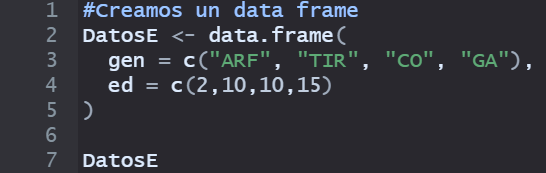 1 #Creamos un data frame
2 DatosE <- data.frame(
3   gen = c("ARF", "TIR", "CO", "GA"),
4   ed = c(2,10,10,15)
5 )
6
7 DatosE